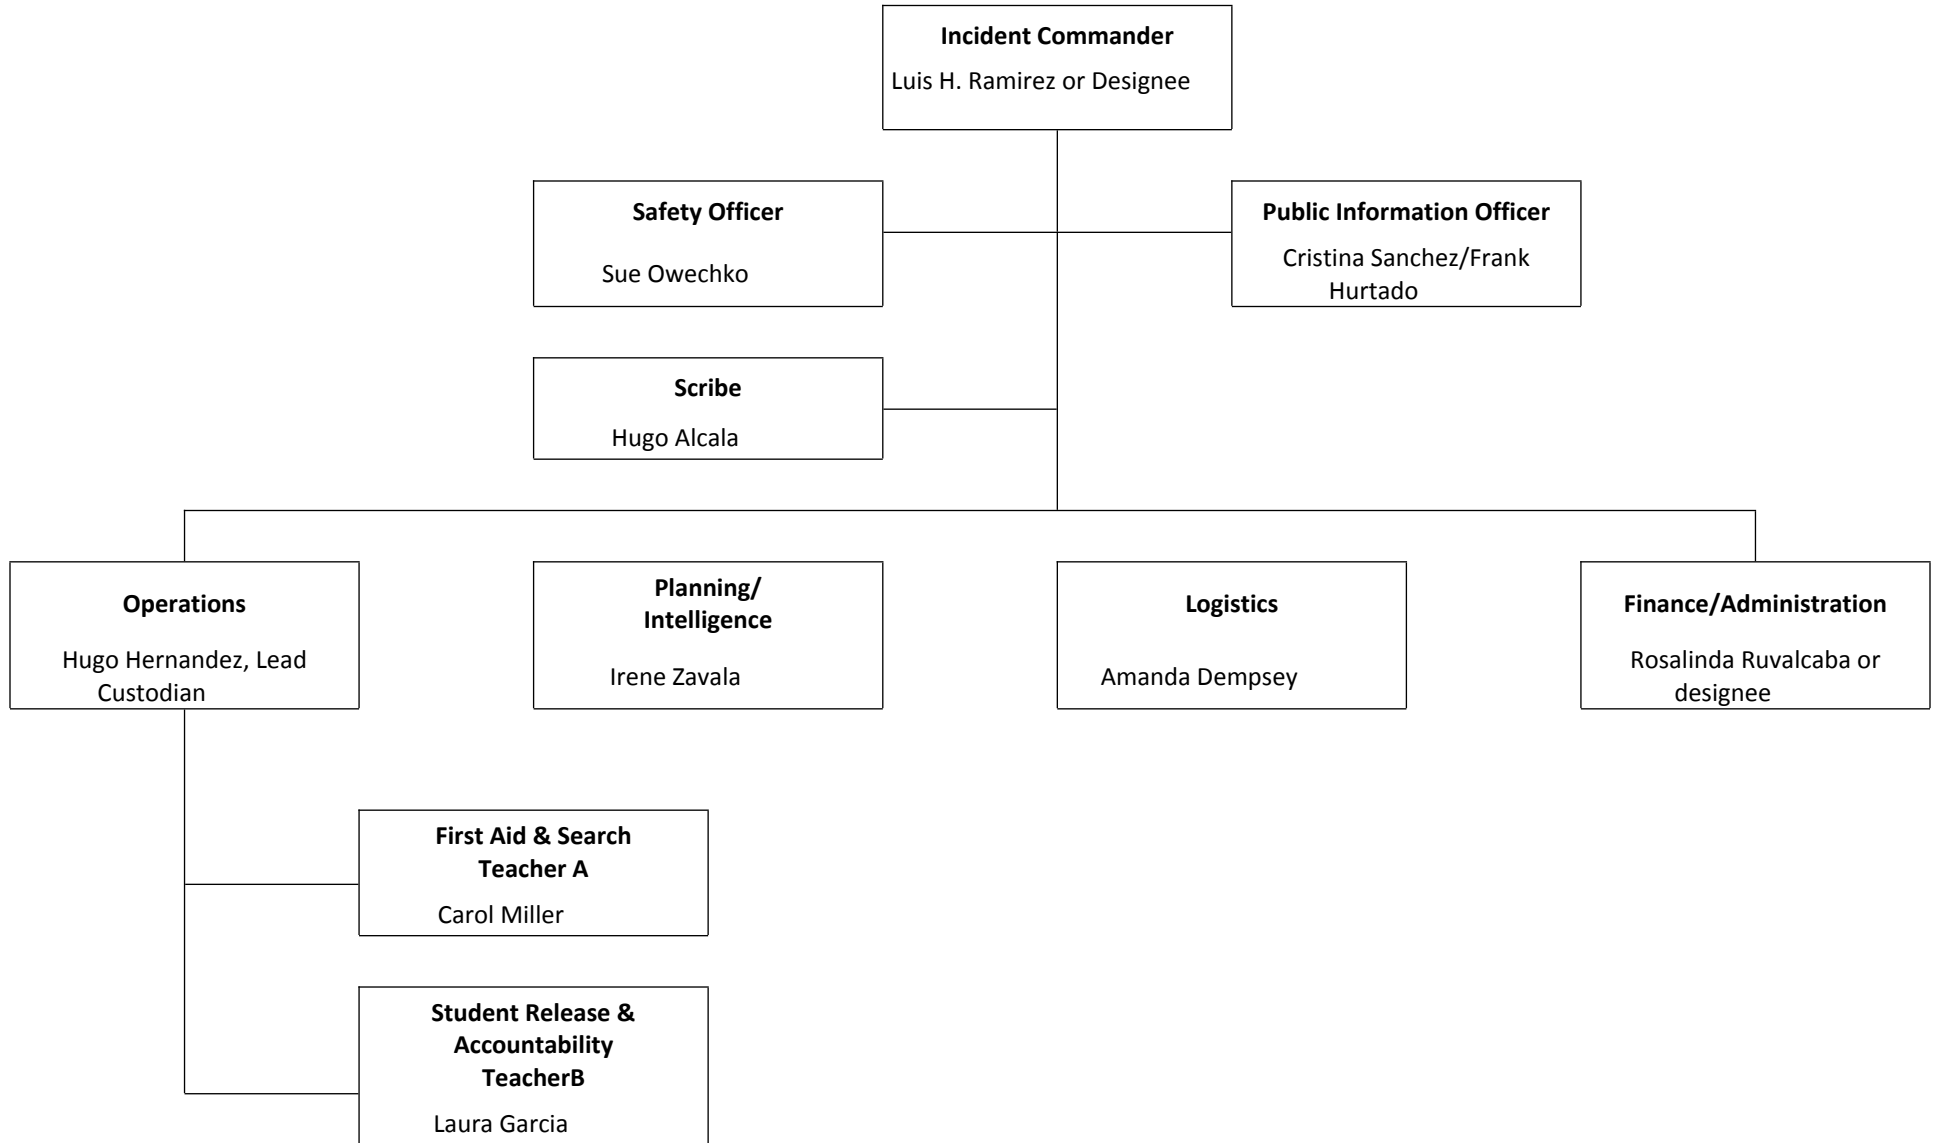 Incident Commander
Luis H. Ramirez or Designee
Safety Officer
Sue Owechko
Public Information Officer
Cristina Sanchez/Frank
Hurtado
Scribe
Hugo Alcala
Operations
Hugo Hernandez, Lead
Custodian
Planning/
Intelligence
Irene Zavala
Logistics
Amanda Dempsey
Finance/Administration
Rosalinda Ruvalcaba or
designee
First Aid & Search
Teacher A
Carol Miller
Student Release &
Accountability
TeacherB
Laura Garcia